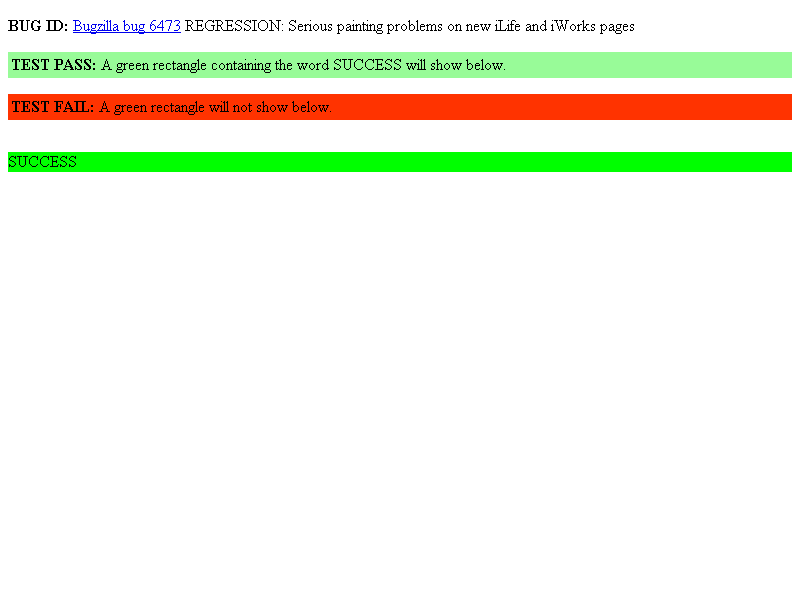 BUG ID: Bugzilla bug 6473 REGRESSION: Serious painting problems on new iLife and iWorks pages
TEST PASS: A green rectangle containing the word SUCCESS will show below.
TEST FAIL: A green rectangle will not show below.
SUCCESS